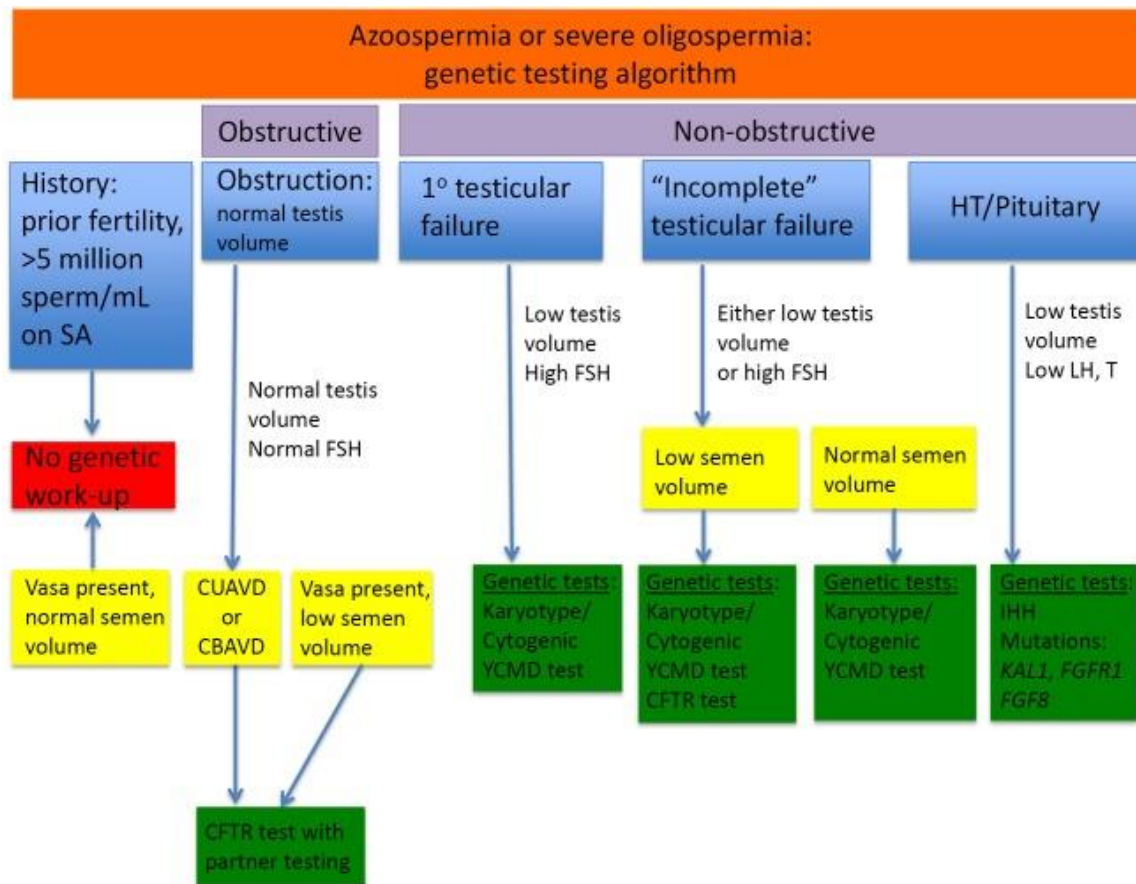 Azoospermia or severe oligospermia:
genetic testing algorithm
Obstructive
Non-obstructive
History:
prior fertility,
>5 million
sperm/mL
on SA
Obstruction:
normal testis
volume
1º testicular
failure
“Incomplete”
testicular failure
HT/Pituitary
Normal testis
volume
Normal FSH
Low testis
volume
High FSH
Either low testis
volume
or high FSH
Low testis
volume
Low LH, T
No genetic
work-up
Low semen
volume
Normal semen
volume
Vasa present,
normal semen
volume
CUAVD
or
CBAVD
Vasa present,
low semen
volume
Genetic tests:
Karyotype/
Cytogenic
YCMD test
Genetic tests:
Karyotype/
Cytogenic
YCMD test
CFTR test
Genetic tests:
Karyotype/
Cytogenic
YCMD test
Genetic tests:
IHH
Mutations:
KAL1, FGFR1
FGF8
CFTR test with
partner testing